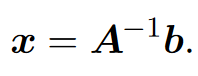 x = A⁻¹b.